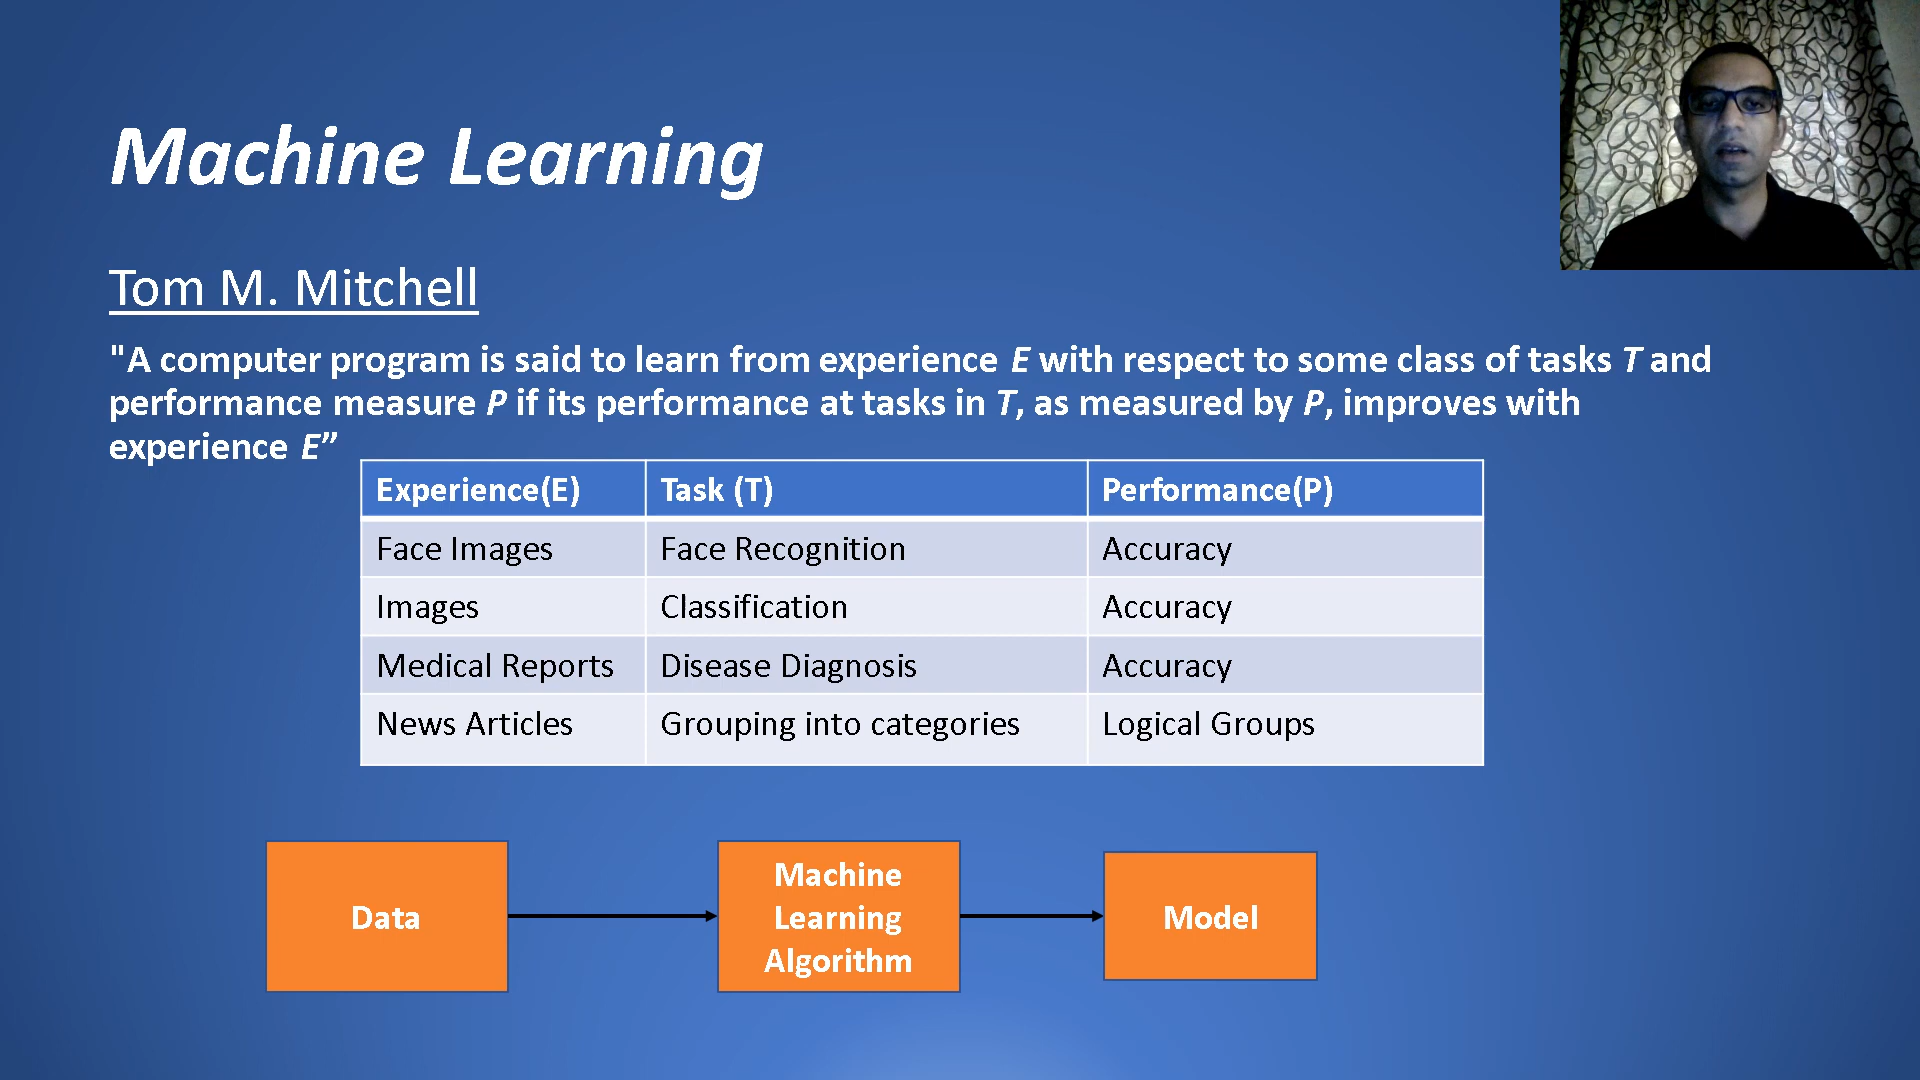 Machine Learning
Tom M. Mitchell
"A computer program is said to learn from experience E with respect to some class of tasks T and
performance measure P if its performance at tasks in T, as measured by P, improves with
experience E”
Experience(E) Task (T) Performance(P)
Face Images Face Recognition Accuracy
Images Classification Accuracy
Medical Reports Disease Diagnosis Accuracy
News Articles Grouping into categories Logical Groups
Data
Machine
Learning
Algorithm
Model